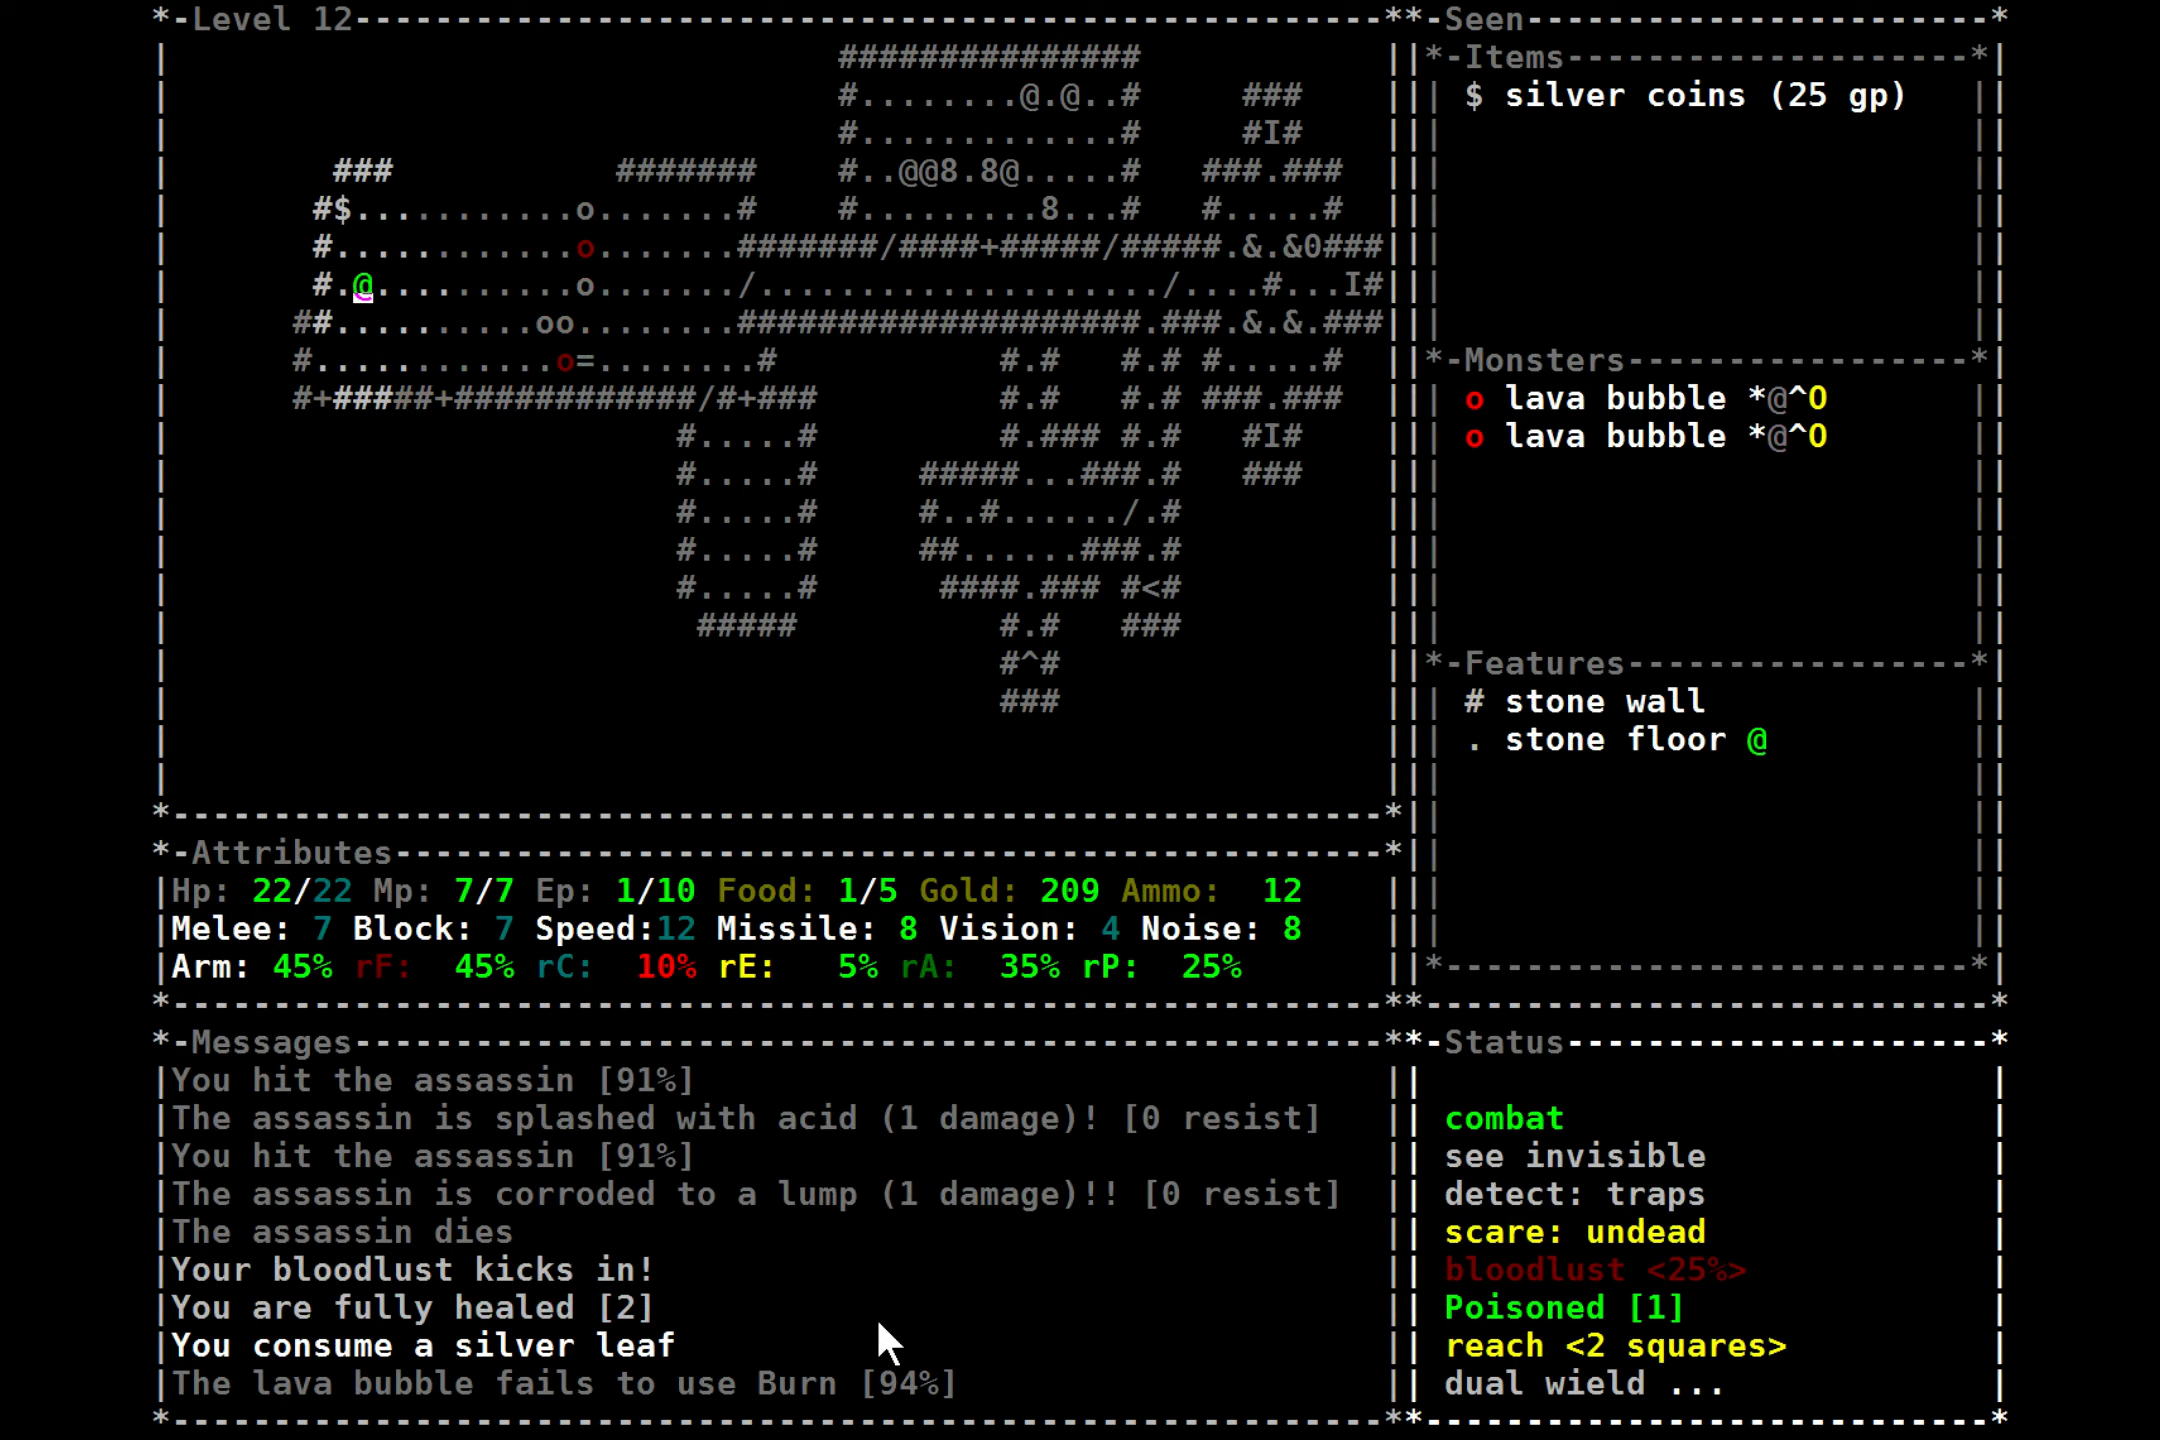 *-Level 12---------------------------------------------------**-Seen-----------------------*
|                                 ###############            ||*-Items--------------------*|
|                                 #........@.@..#     ###    ||| $ silver coins (25 gp)   ||
|                                 #.............#     #I#    |||                          ||
|        ###           #######    #..@@8.8@.....#   ###.###  |||                          ||
|       #$...........o.......#    #.........8...#   #.....#  |||                          ||
|       #............o.......#######/####+#####/#####.&.&0###|||                          ||
|       #.@..........o......./..................../....#...I#|||                          ||
|      ##..........oo........####################.###.&.&.###|||                          ||
|      #............o=........#           #.#   #.# #.....#  ||*-Monsters-----------------*|
|      #+#####+############/#+###         #.#   #.# ###.###  ||| o lava bubble *@^O       ||
|                         #.....#         #.### #.#   #I#    ||| o lava bubble *@^O       ||
|                         #.....#     #####...###.#   ###    |||                          ||
|                         #.....#     #..#....../.#          |||                          ||
|                         #.....#     ##......###.#          |||                          ||
|                         #.....#      ####.### #<#          |||                          ||
|                          #####          #.#   ###          |||                          ||
|                                         #^#                ||*-Features-----------------*|
|                                         ###                ||| # stone wall             ||
|                                                            ||| . stone floor @          ||
|                                                            |||                          ||
*-------------------------------------------------------------*||                          ||
*-Attributes-------------------------------------------------*||                          ||
|Hp: 22/22 Mp: 7/7 Ep: 1/10 Food: 1/5 Gold: 209 Ammo:  12    |||                          ||
|Melee: 7 Block: 7 Speed:12 Missile: 8 Vision: 4 Noise: 8    |||                          ||
|Arm: 45% rF:  45% rC:  10% rE:   5% rA:  35% rP:  25%       ||*---------------------------*|
*------------------------------------------------------------**----------------------------*
*-Messages---------------------------------------------------**-Status---------------------*
|You hit the assassin [91%]                                  ||                            |
|The assassin is splashed with acid (1 damage)! [0 resist]   || combat                     |
|You hit the assassin [91%]                                  || see invisible              |
|The assassin is corroded to a lump (1 damage)!! [0 resist]  || detect: traps              |
|The assassin dies                                           || scare: undead              |
|Your bloodlust kicks in!                                    || bloodlust <25%>            |
|You are fully healed [2]                                    || Poisoned [1]               |
|You consume a silver leaf                                   || reach <2 squares>          |
|The lava bubble fails to use Burn [94%]                     || dual wield ...             |
*------------------------------------------------------------**----------------------------*